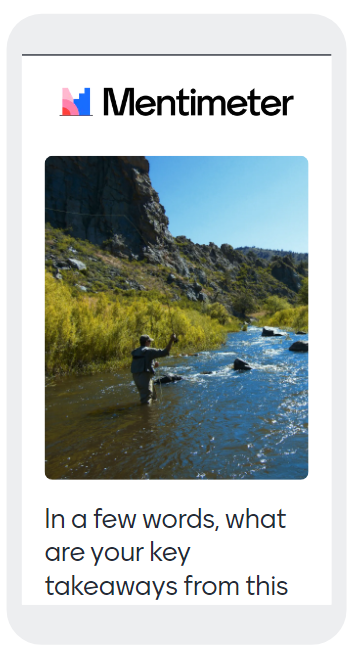 Mentimeter
In a few words, what
are your key
takeaways from this